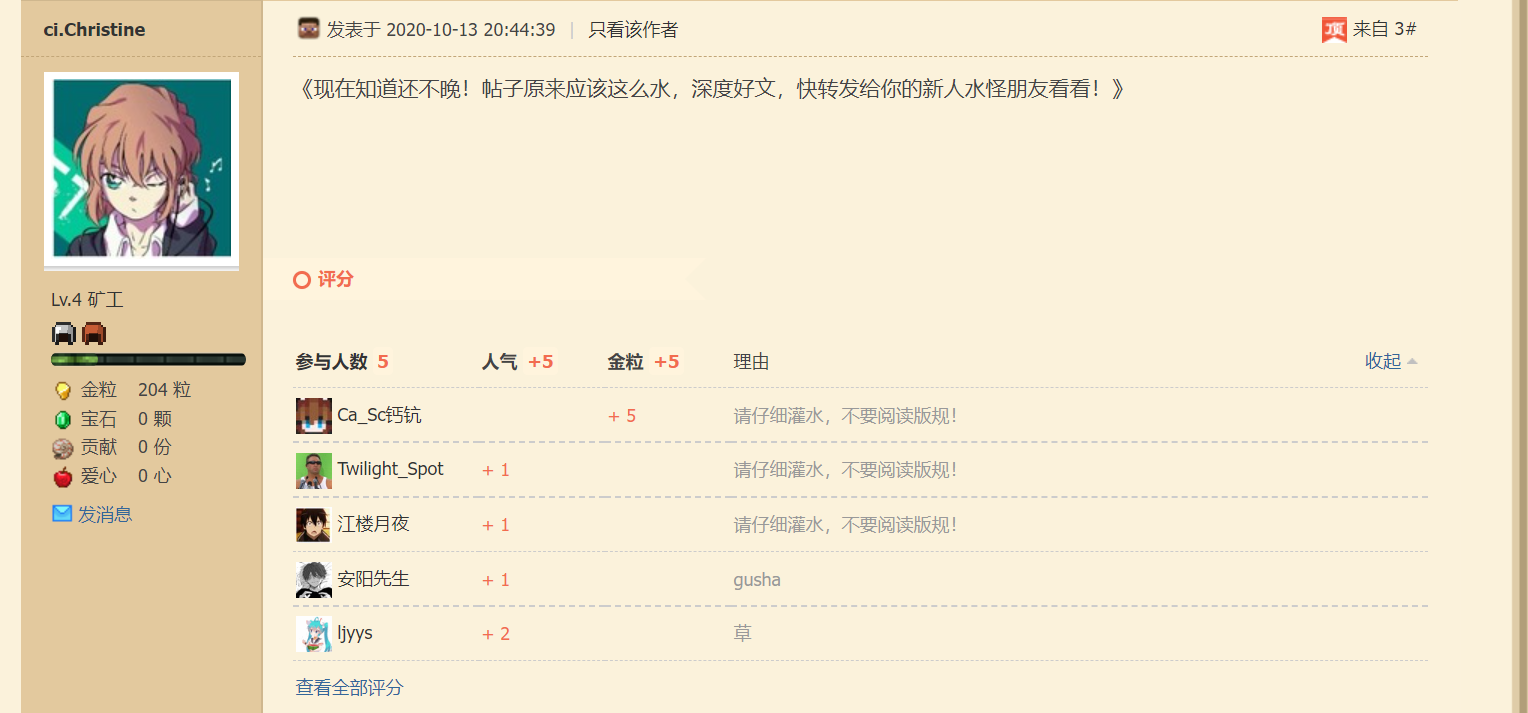 ci.Christine
发表于 2020-10-13 20:44:39 | 只看该作者
顶 来自 3#
《现在知道还不晚！帖子原来应该这么水，深度好文，快转发给你的新人水怪朋友看看！》
Lv.4 矿工
金粒 204 粒
宝石 0 颗
贡献 0 份
爱心 0 心
发消息
评分
参与人数 5 人气 +5 金粒 +5 理由 收起
Ca_Sc钙钪 + 5 请仔细灌水，不要阅读版规！
Twilight_Spot + 1 请仔细灌水，不要阅读版规！
江楼月夜 + 1 请仔细灌水，不要阅读版规！
安阳先生 + 1 gusha
ljyys + 2 草
查看全部评分